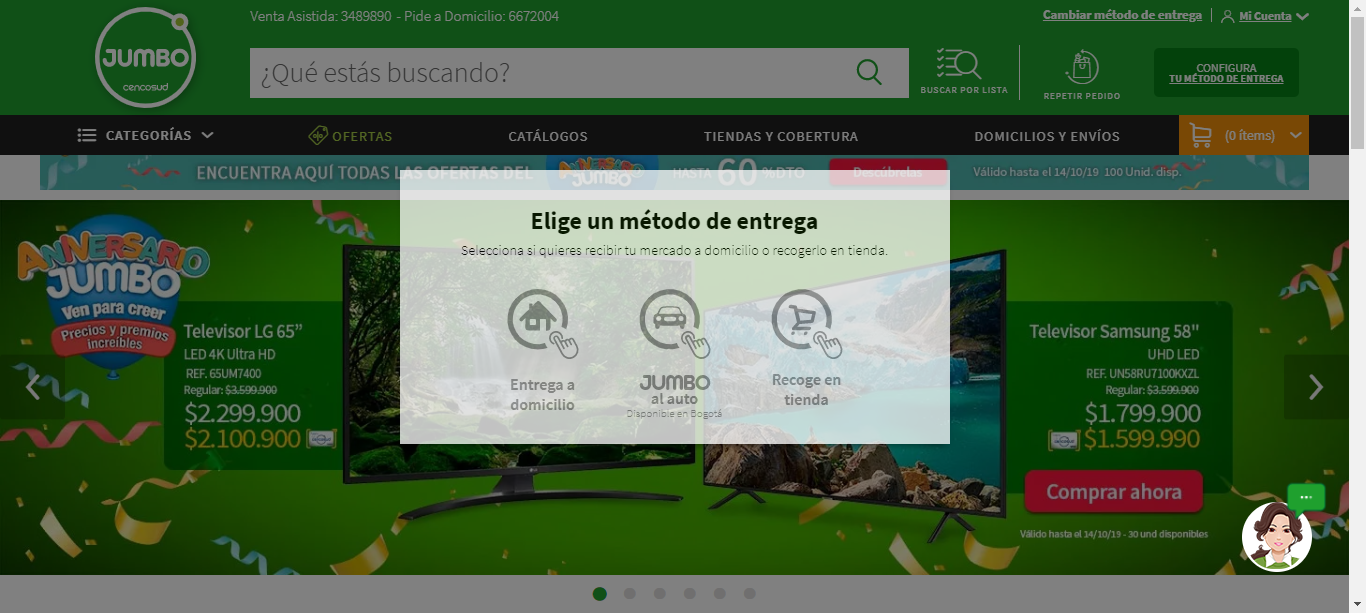 Venta Asistida: 3489890 - Pide a Domicilio: 6672004
Cambiar método de entrega
Mi Cuenta
JUMBO
cencosud
¿Qué estás buscando?
BUSCAR POR LISTA
REPETIR PEDIDO
CONFIGURA
TU MÉTODO DE ENTREGA
CATEGORÍAS
OFERTAS
CATÁLOGOS
TIENDAS Y COBERTURA
DOMICILIOS Y ENVÍOS
(0 ítems)
ENCUENTRA AQUÍ TODAS LAS OFERTAS DEL
ANIVERSARIO
JUMBO
HASTA 60 %DTO
Descúbrelas
Válido hasta el 14/10/19 100 Unid. disp.
Elige un método de entrega
Selecciona si quieres recibir tu mercado a domicilio o recogerlo en tienda.
Entrega a
domicilio
JUMBO
al auto
Disponible en Bogotá
Recoge en
tienda
ANIVERSARIO
JUMBO
Ven para creer
Precios y premios
increíbles
Televisor LG 65”
LED 4K Ultra HD
REF. 65UM7400
Regular: $3.599.900
$2.299.900
$2.100.900
LG
Televisor Samsung 58"
UHD LED
REF. UN58RU7100KXZL
Regular: $3.599.900
$1.799.900
$1.599.990
Comprar ahora
Válido hasta el 14/10/19 - 30 und disponibles